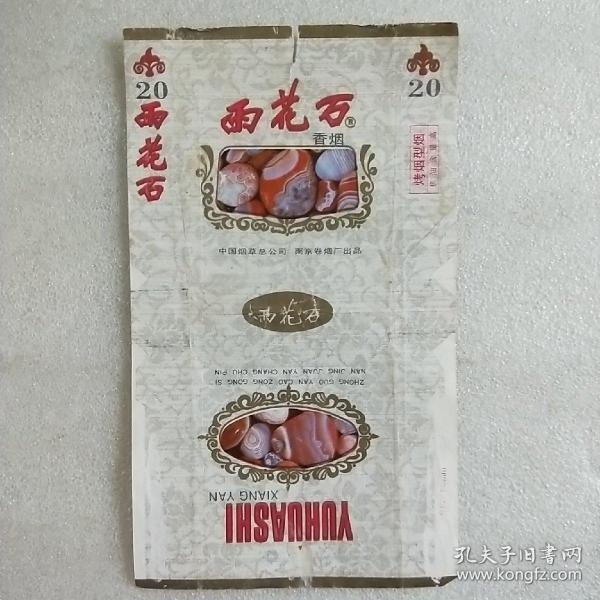 20
雨花石
雨花石®
香烟
中国烟草总公司 南京卷烟厂出品
20
烤烟型烟
雨花石
ZHONG GUO YAN CAO ZONG GONG SI
NAN JING JUAN YAN CHANG CHU PIN
XIANG YAN
YUHUASHI
孔夫子旧书网
www.kongfz.com